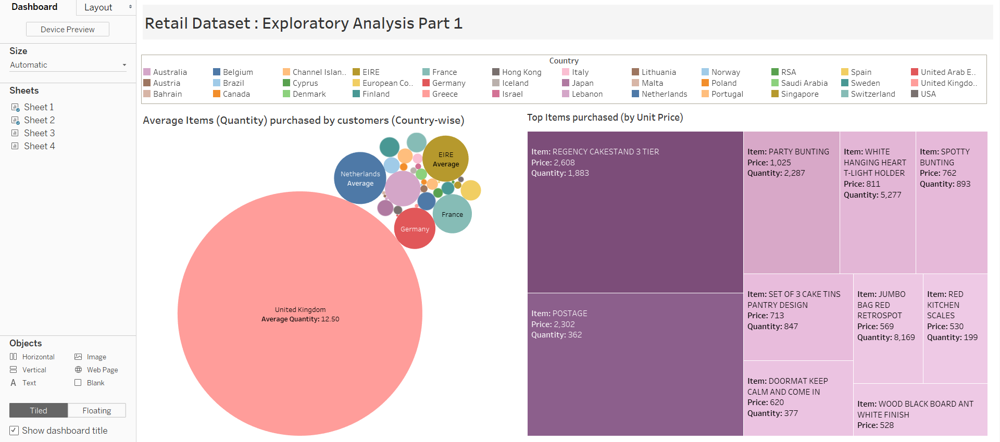 Dashboard
Layout
Device Preview
Size
Automatic
Sheets
Sheet 1
Sheet 2
Sheet 3
Sheet 4
Objects
Horizontal
Image
Vertical
Web Page
A Text
Blank
Tiled
Floating
Show dashboard title
Retail Dataset : Exploratory Analysis Part 1
Country
Australia
Austria
Bahrain
Belgium
Brazil
Canada
Channel Islan..
Cyprus
Denmark
EIRE
European Co..
Finland
France
Germany
Greece
Hong Kong
Iceland
Israel
Italy
Japan
Lebanon
Lithuania
Malta
Netherlands
Norway
Poland
Portugal
RSA
Saudi Arabia
Singapore
Spain
Sweden
Switzerland
United Arab E..
United Kingdo..
USA
Average Items (Quantity) purchased by customers (Country-wise)
EIRE
Average
Netherlands
Average
France
Germany
United Kingdom
Average Quantity: 12.50
Top Items purchased (by Unit Price)
Item: REGENCY CAKESTAND 3 TIER
Price: 2,608
Quantity: 1,883
Item: POSTAGE
Price: 2,302
Quantity: 362
Item: PARTY BUNTING
Price: 1,025
Quantity: 2,287
Item: WHITE
HANGING HEART
T-LIGHT HOLDER
Price: 811
Quantity: 5,277
Item: SPOTTY
BUNTING
Price: 762
Quantity: 893
Item: SET OF 3 CAKE TINS
PANTRY DESIGN
Price: 713
Quantity: 847
Item: JUMBO
BAG RED
RETROSPOT
Price: 569
Quantity: 8,169
Item: RED
KITCHEN
SCALES
Price: 530
Quantity: 199
Item: DOORMAT KEEP
CALM AND COME IN
Price: 620
Quantity: 377
Item: WOOD BLACK BOARD ANT
WHITE FINISH
Price: 528